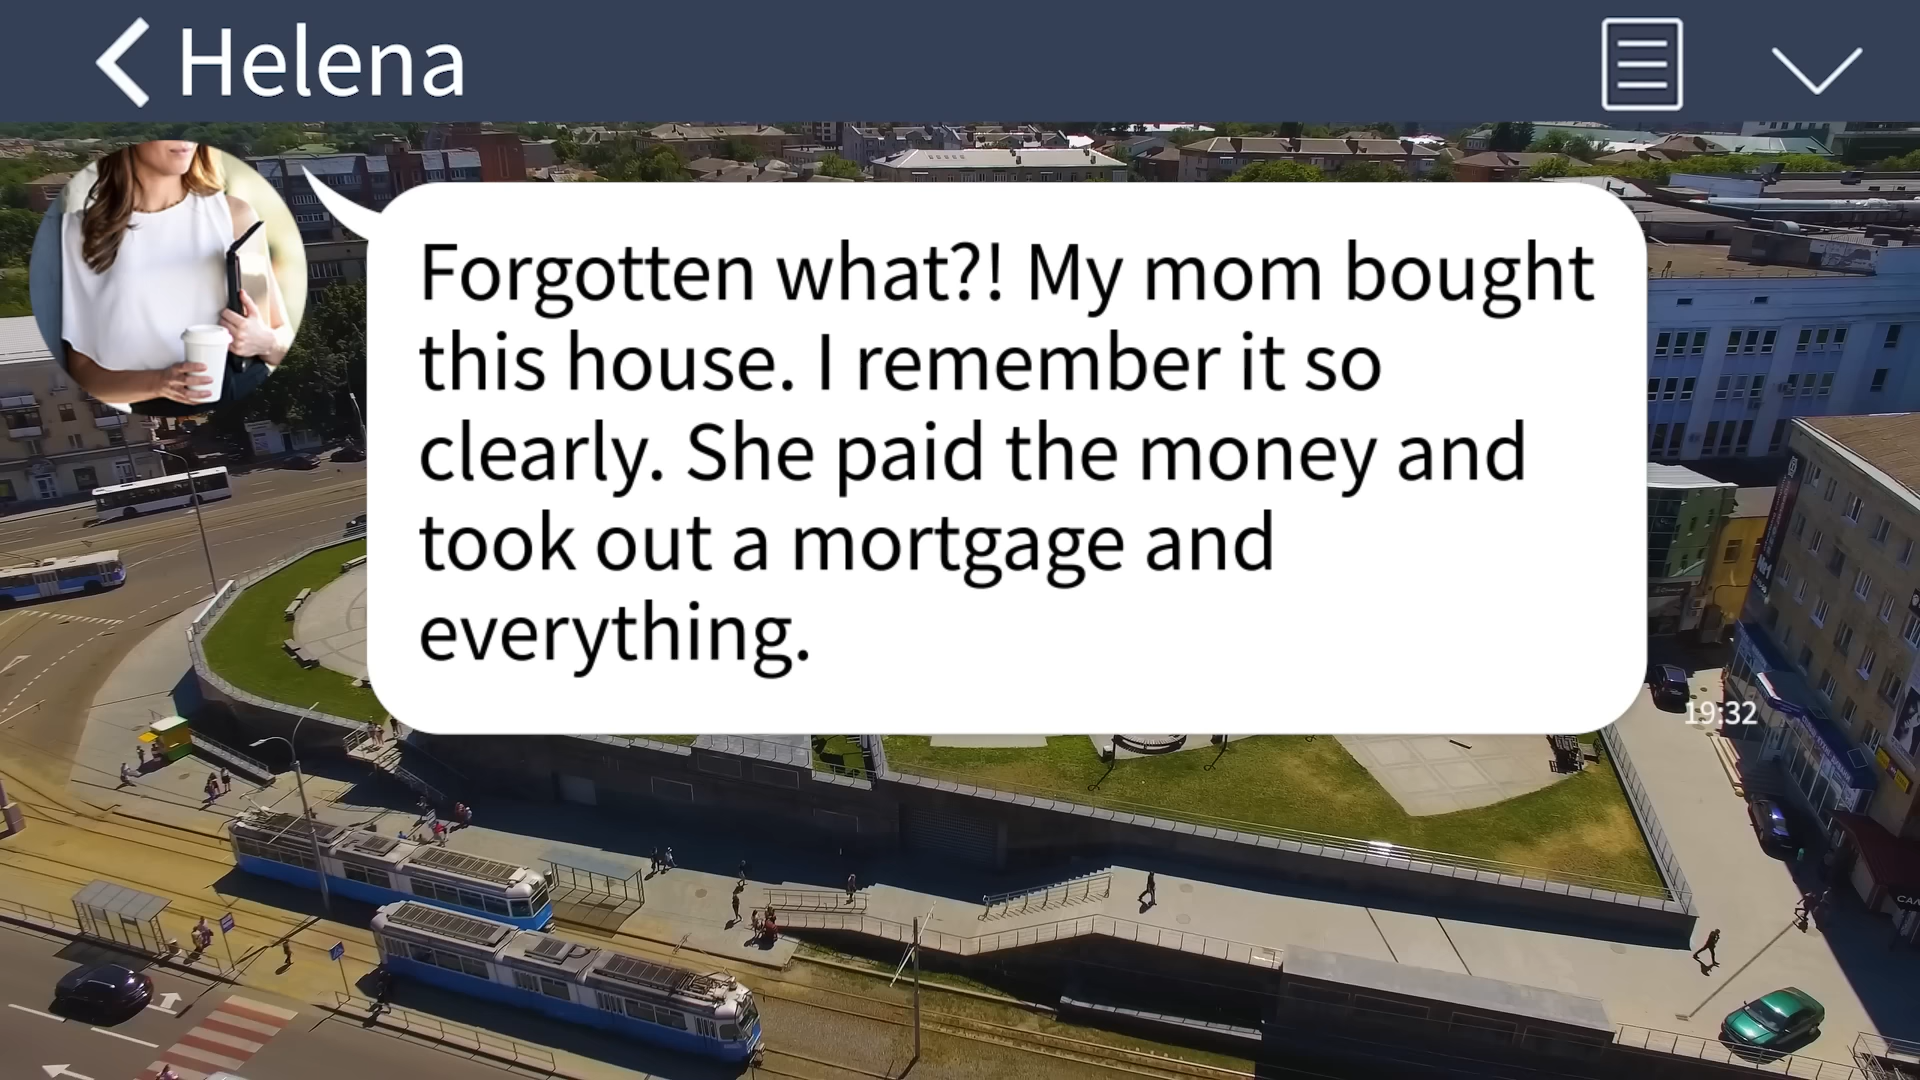 Helena
Forgotten what?! My mom bought
this house. I remember it so
clearly. She paid the money and
took out a mortgage and
everything.
19:32